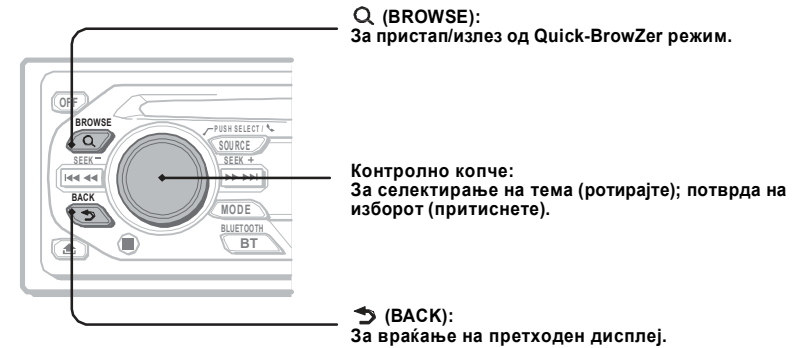 (BROWSE):
За пристап/излез од Quick-BrowZer режим.
OFF
BROWSE
PUSH SELECT /
SOURCE
SEEK –
SEEK +
Контролно копче:
За селектирање на тема (ротирајте); потврда на
изборот (притиснете).
BACK
MODE
BLUETOOTH
BT
(BACK):
За враќање на претходен дисплеј.